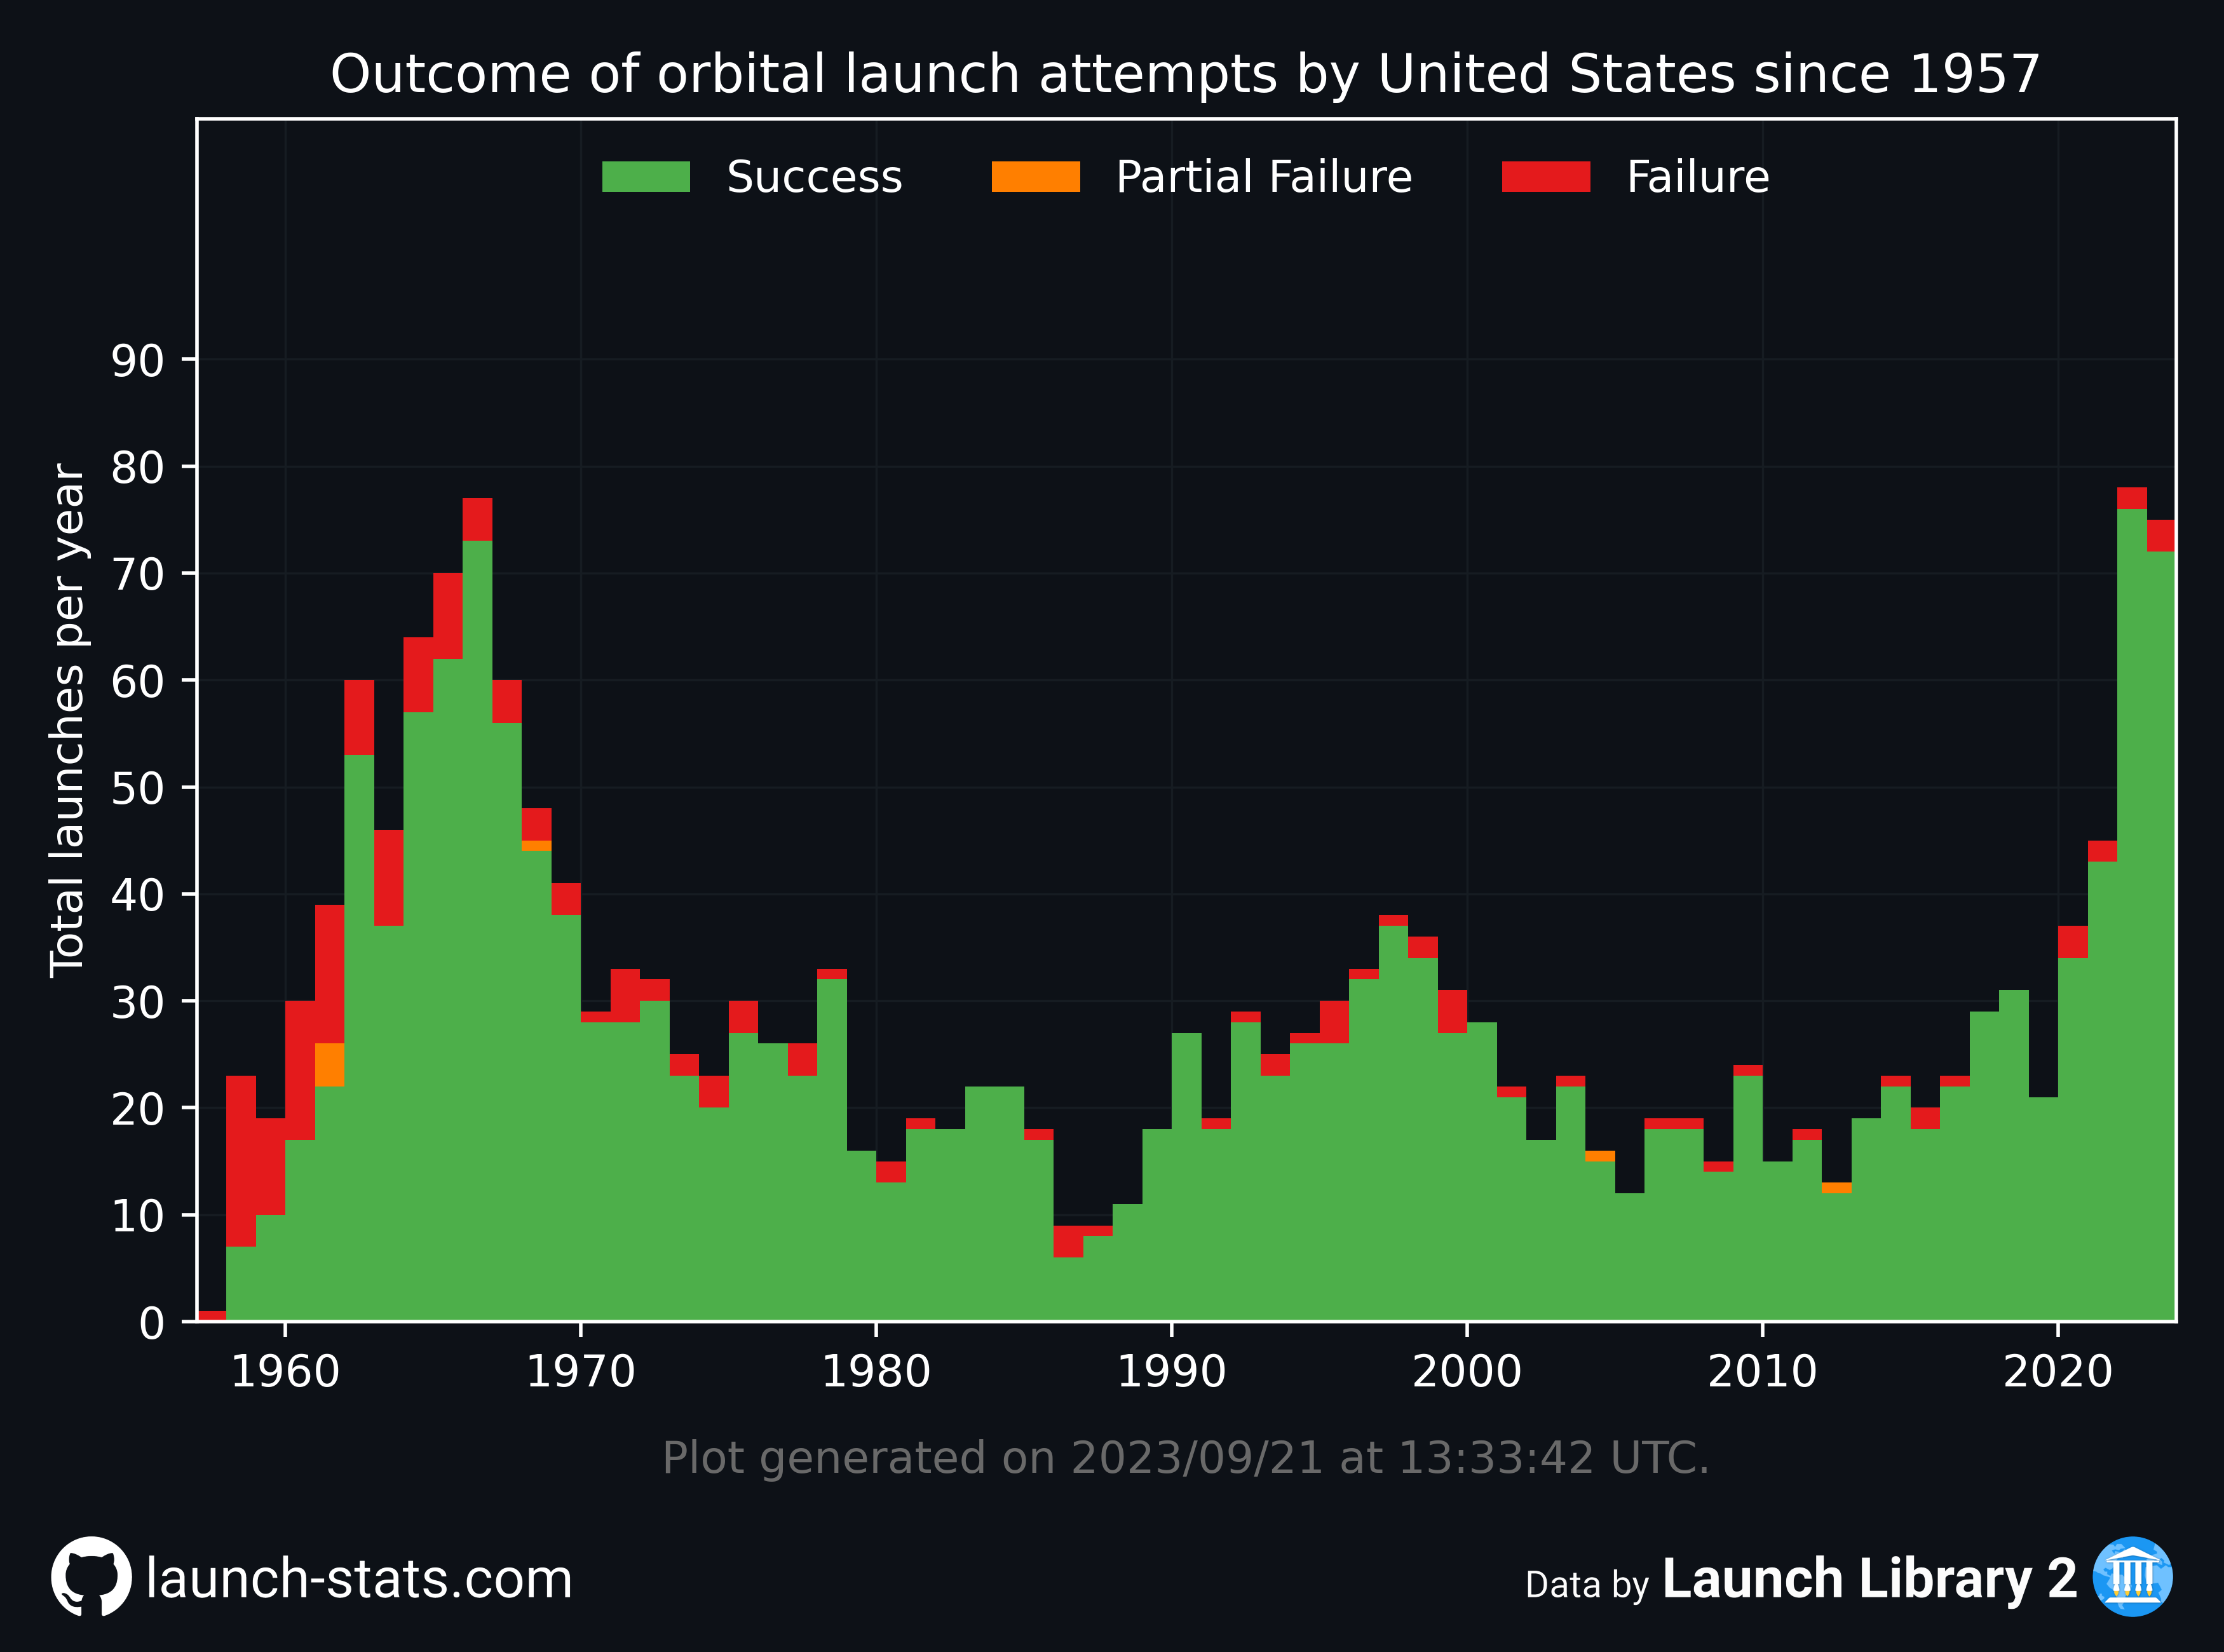 Outcome of orbital launch attempts by United States since 1957
Success Partial Failure Failure
Total launches per year
90
80
70
60
50
40
30
20
10
0
1960 1970 1980 1990 2000 2010 2020
Plot generated on 2023/09/21 at 13:33:42 UTC.
launch-stats.com
Data by Launch Library 2